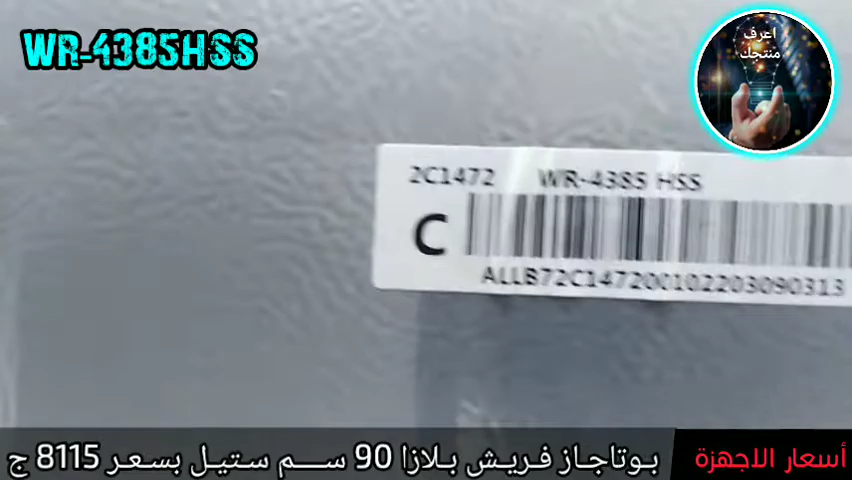 WR-4385HSS
اعرف
منتجك
2C1472 WR-4385 HSS
C
ALLB72C147200102203090313
أسعار الاجهزة
بوتاجاز فريش بلازا 90 سم ستيل بسعر 8115 ج